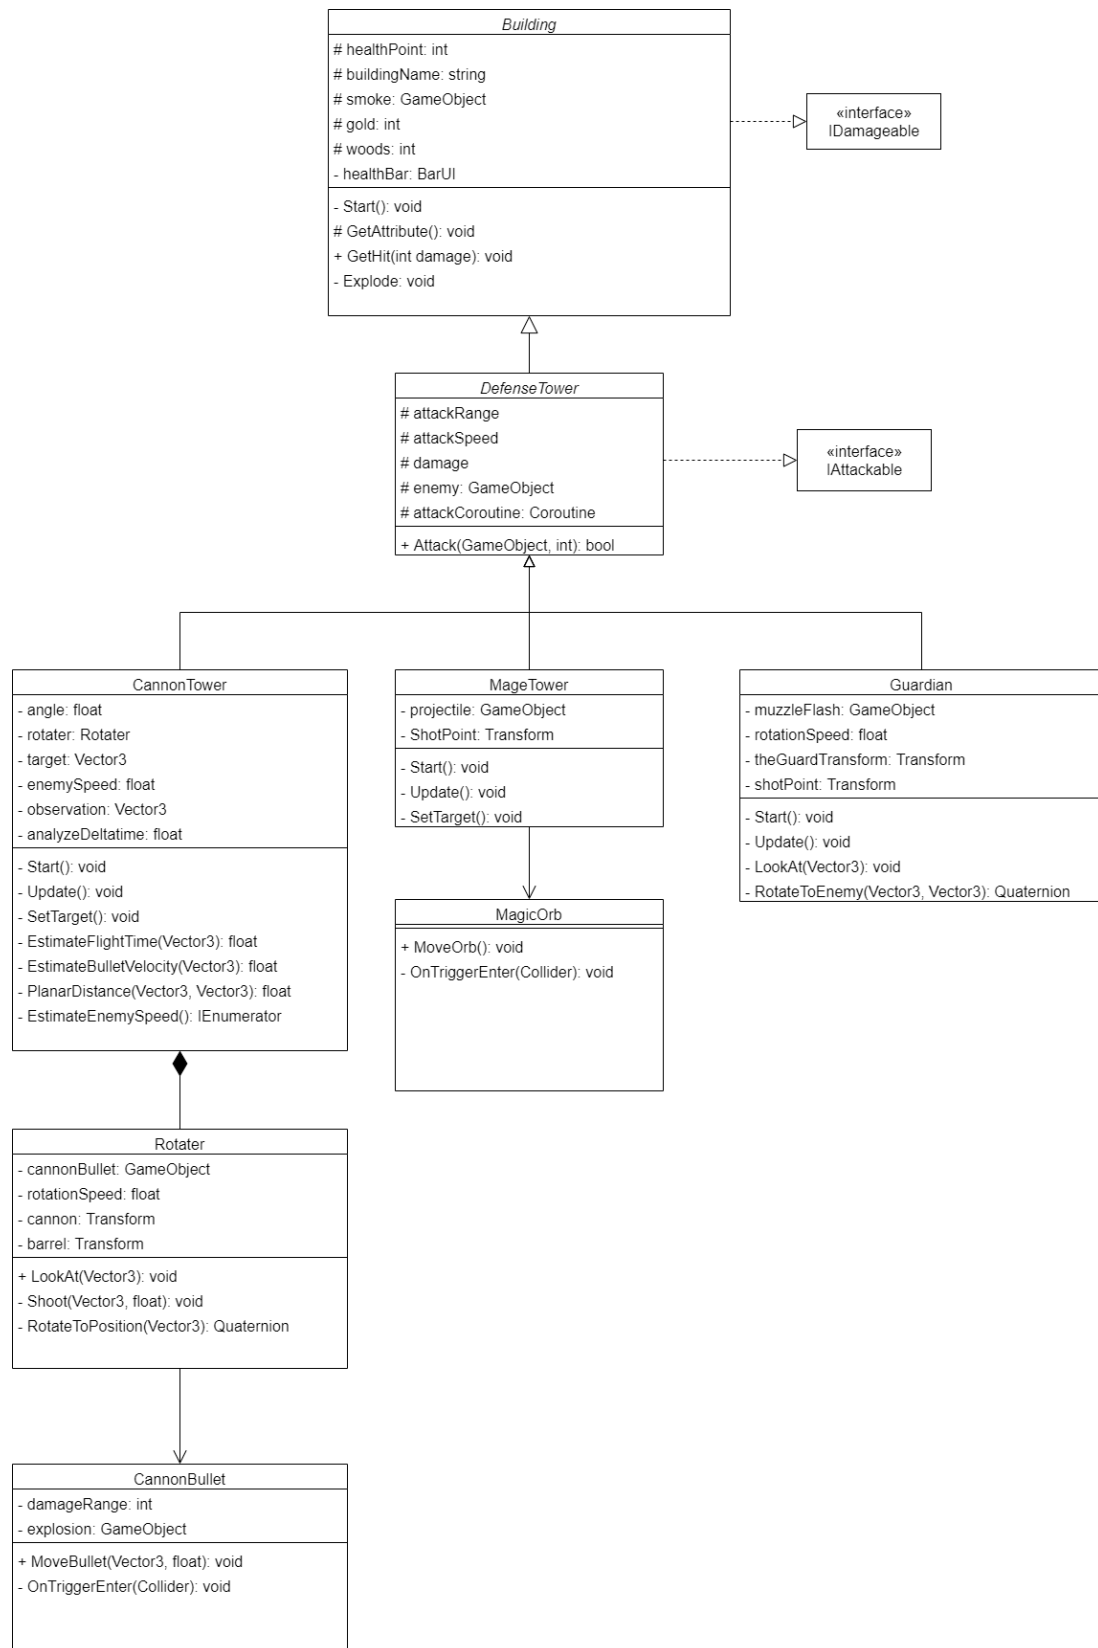 Building
# healthPoint: int
# buildingName: string
# smoke: GameObject
# gold: int
# woods: int
- healthBar: BarUI
- Start(): void
# GetAttribute(): void
+ GetHit(int damage): void
- Explode: void
«interface»
IDamageable
DefenseTower
# attackRange
# attackSpeed
# damage
# enemy: GameObject
# attackCoroutine: Coroutine
+ Attack(GameObject, int): bool
«interface»
IAttackable
CannonTower
- angle: float
- rotater: Rotater
- target: Vector3
- enemySpeed: float
- observation: Vector3
- analyzeDeltatime: float
- Start(): void
- Update(): void
- SetTarget(): void
- EstimateFlightTime(Vector3): float
- EstimateBulletVelocity(Vector3): float
- PlanarDistance(Vector3, Vector3): float
- EstimateEnemySpeed(): IEnumerator
MageTower
- projectile: GameObject
- ShotPoint: Transform
- Start(): void
- Update(): void
- SetTarget(): void
Guardian
- muzzleFlash: GameObject
- rotationSpeed: float
- theGuardTransform: Transform
- shotPoint: Transform
- Start(): void
- Update(): void
- LookAt(Vector3): void
- RotateToEnemy(Vector3, Vector3): Quaternion
MagicOrb
+ MoveOrb(): void
- OnTriggerEnter(Collider): void
Rotater
- cannonBullet: GameObject
- rotationSpeed: float
- cannon: Transform
- barrel: Transform
+ LookAt(Vector3): void
- Shoot(Vector3, float): void
- RotateToPosition(Vector3): Quaternion
CannonBullet
- damageRange: int
- explosion: GameObject
+ MoveBullet(Vector3, float): void
- OnTriggerEnter(Collider): void